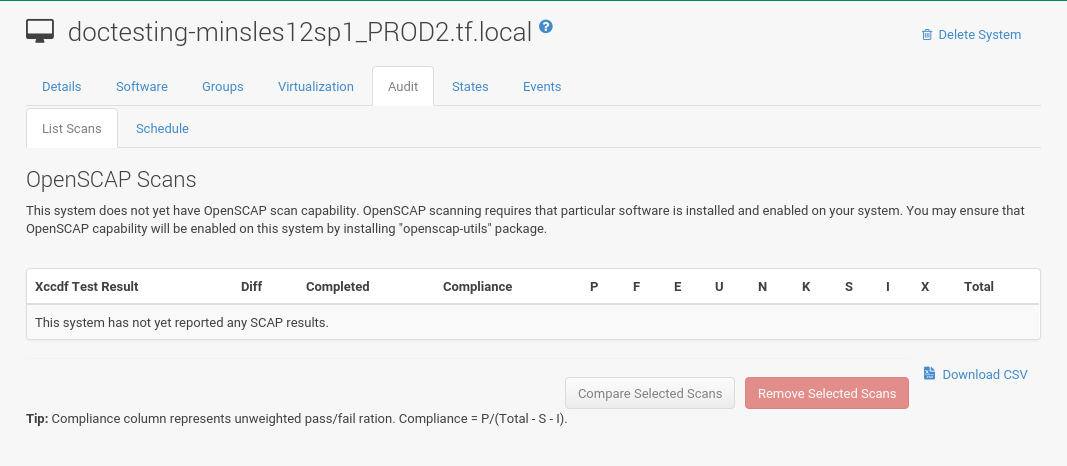 doctesting-minsles12sp1_PROD2.tf.local ?
Delete System
Details Software Groups Virtualization Audit States Events
List Scans Schedule
OpenSCAP Scans
This system does not yet have OpenSCAP scan capability. OpenSCAP scanning requires that particular software is installed and enabled on your system. You may ensure that
OpenSCAP capability will be enabled on this system by installing "openscap-utils" package.
Xccdf Test Result Diff Completed Compliance P F E U N K S I X Total
This system has not yet reported any SCAP results.
Download CSV
Compare Selected Scans Remove Selected Scans
Tip: Compliance column represents unweighted pass/fail ration. Compliance = P/(Total - S - I).